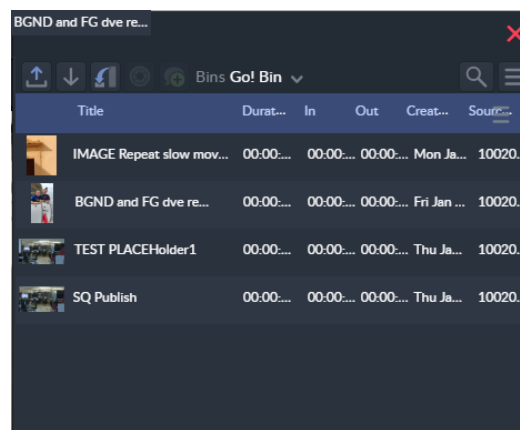 BGND and FG dve re...
Bins Go! Bin
Title Durat... In Out Creat... Sourc...
IMAGE Repeat slow mov... 00:00:... 00:00:... 00:00:... Mon Ja... 10020.
BGND and FG dve re... 00:00:... 00:00:... 00:00:... Fri Jan ... 10020.
TEST PLACEHolder1 00:00:... 00:00:... 00:00:... Thu Ja... 10020.
SQ Publish 00:00:... 00:00:... 00:00:... Thu Ja... 10020.